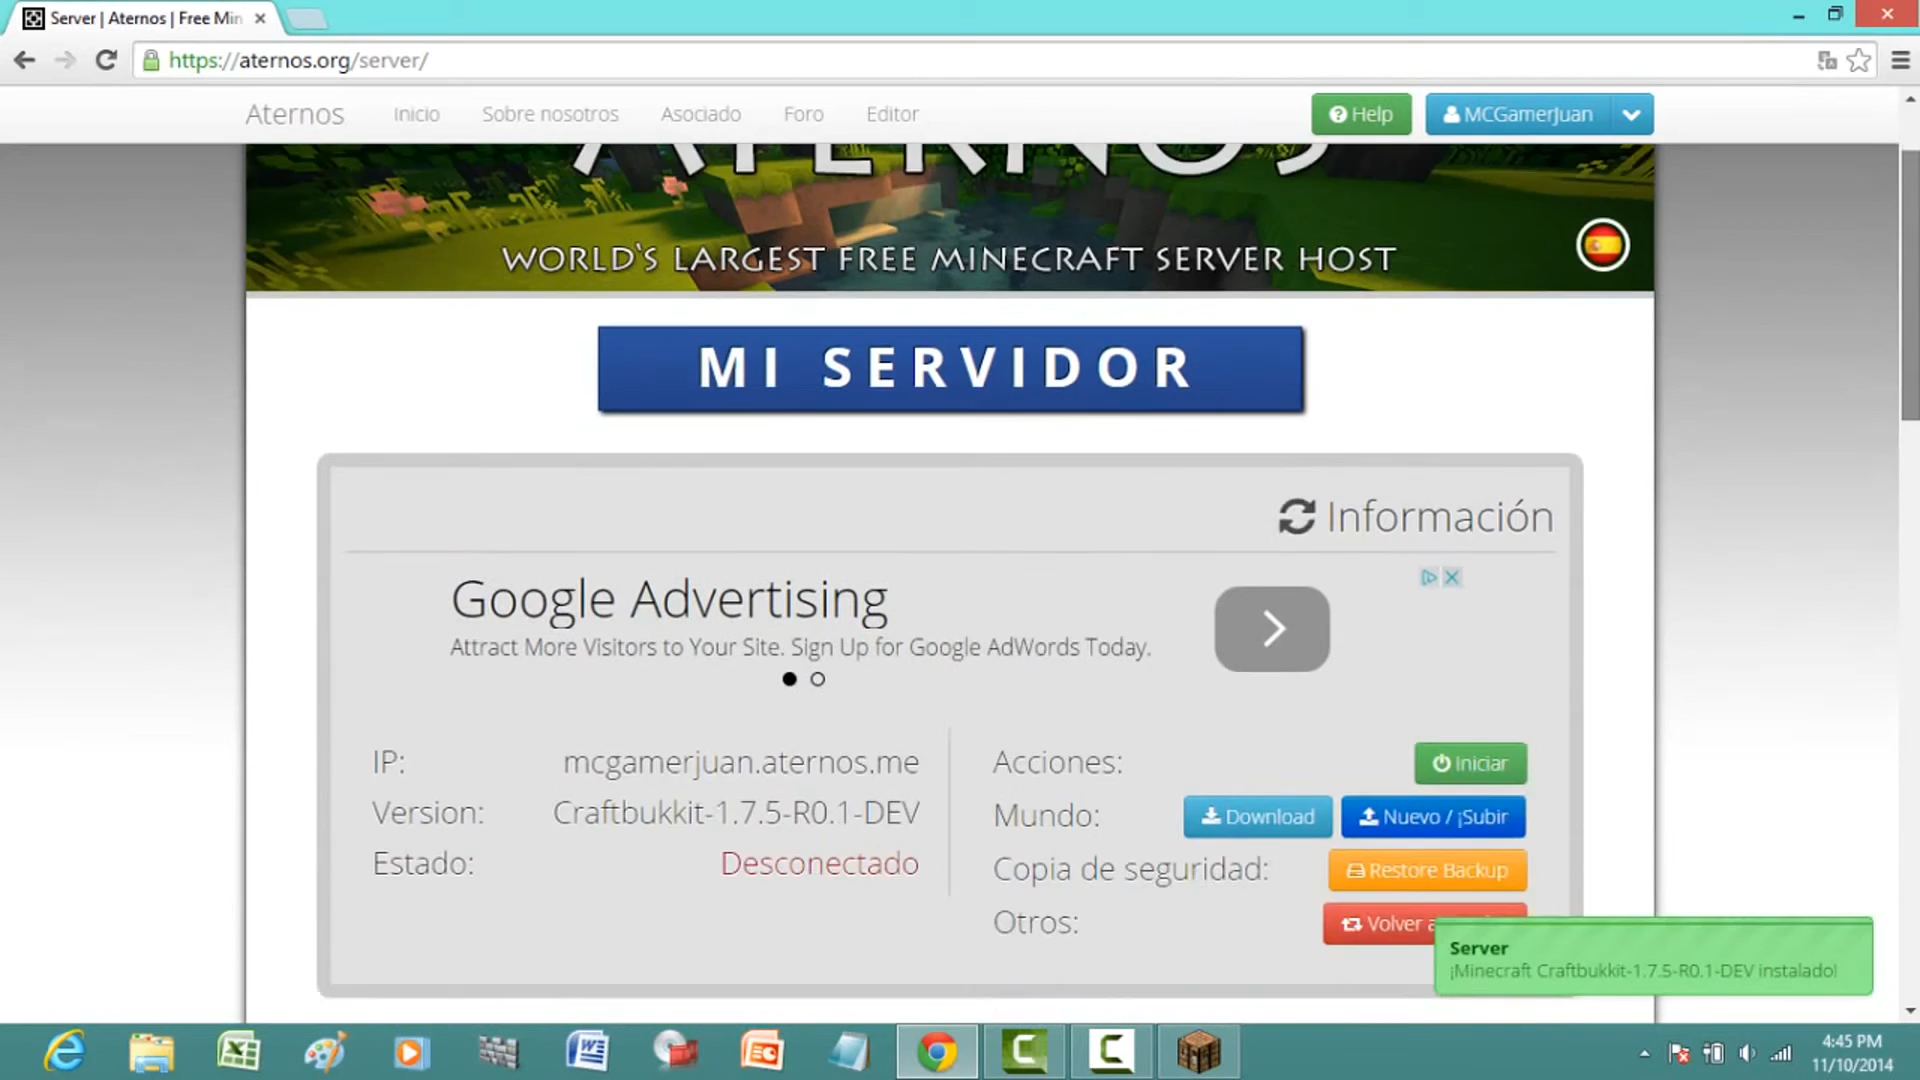 Server | Aternos | Free Min
https://aternos.org/server/
Aternos Inicio Sobre nosotros Asociado Foro Editor Help MCGamerJuan
ATERNOS
WORLD'S LARGEST FREE MINECRAFT SERVER HOST
MI SERVIDOR
Información
Google Advertising
Attract More Visitors to Your Site. Sign Up for Google AdWords Today.
IP: mcgamerjuan.aternos.me
Version: Craftbukkit-1.7.5-R0.1-DEV
Estado: Desconectado
Acciones: Iniciar
Mundo: Download Nuevo / ¡Subir
Copia de seguridad: Restore Backup
Otros: Volver
Server
¡Minecraft Craftbukkit-1.7.5-R0.1-DEV instalado!
4:45 PM
11/10/2014